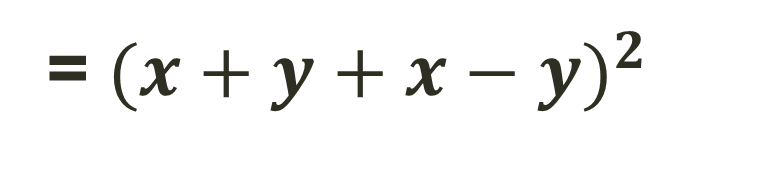 = (x + y + x − y)²